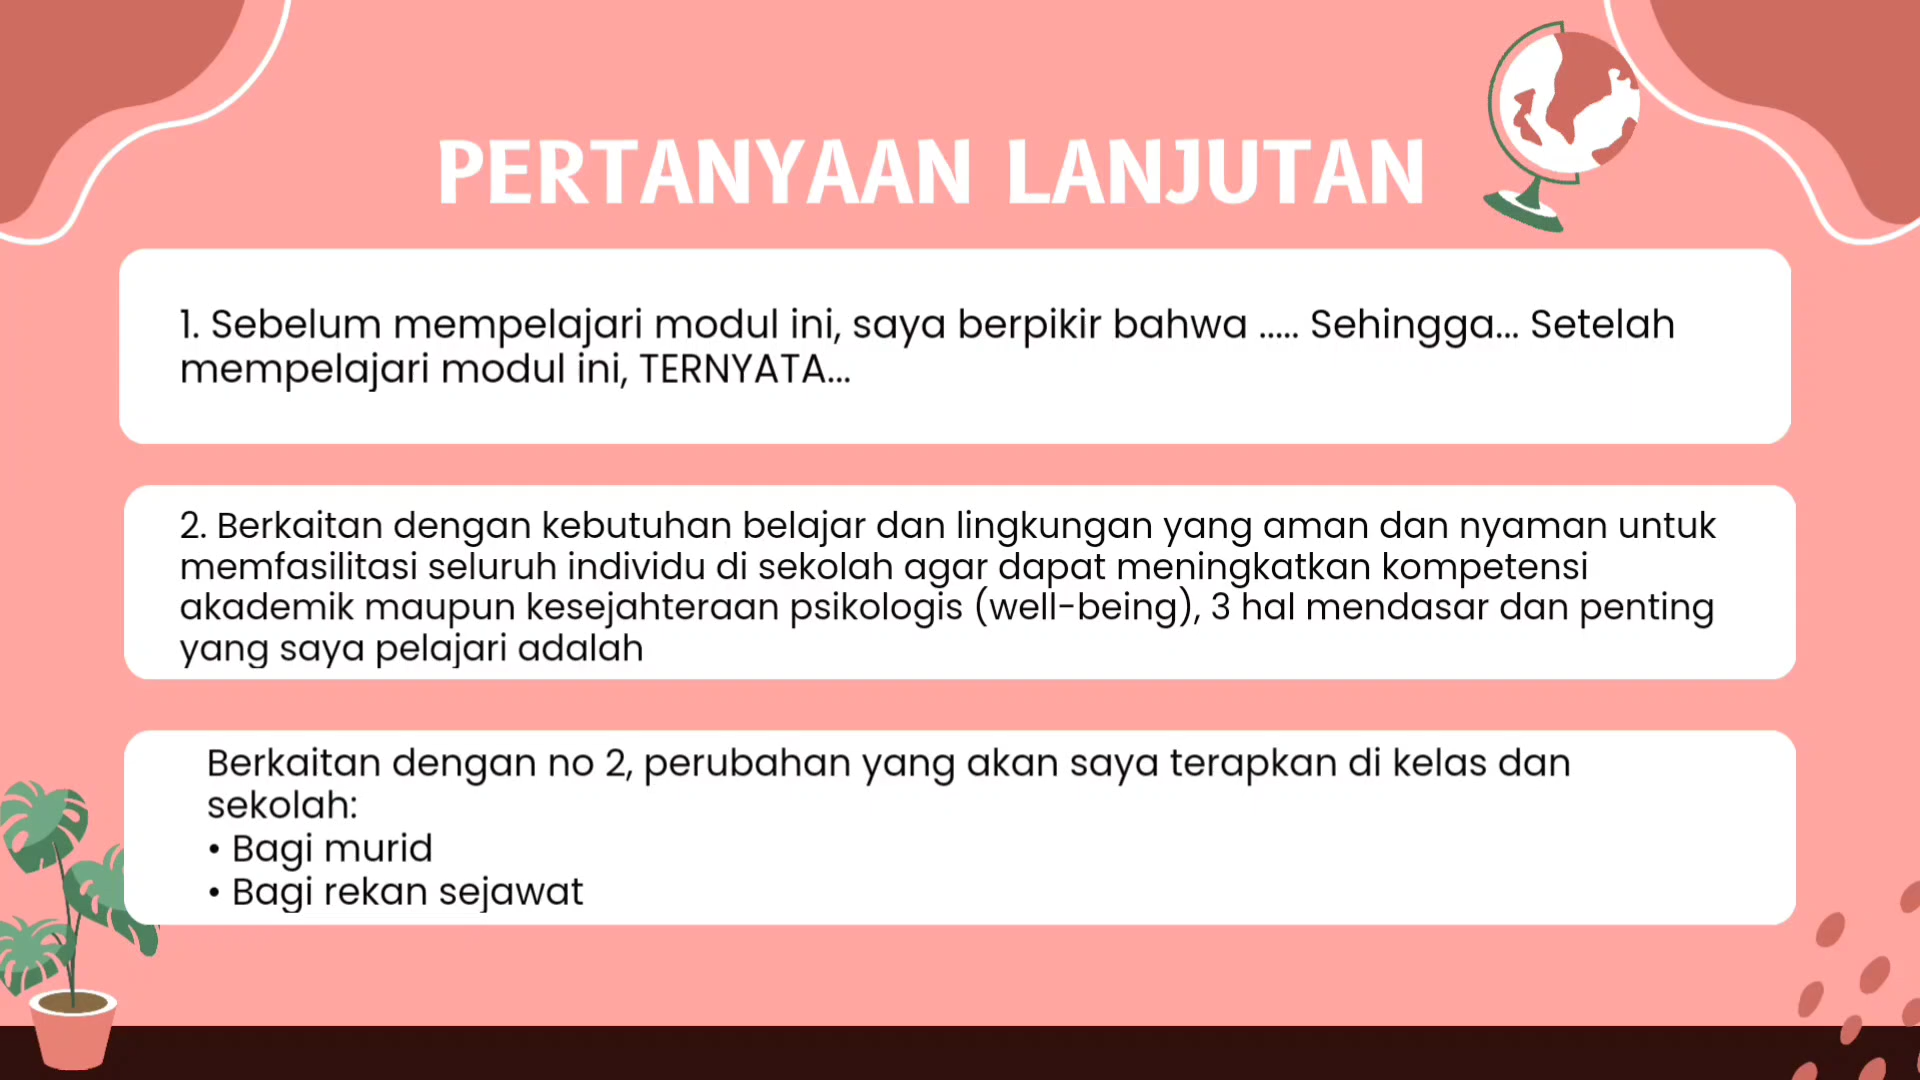 PERTANYAAN LANJUTAN
1. Sebelum mempelajari modul ini, saya berpikir bahwa ..... Sehingga... Setelah
mempelajari modul ini, TERNYATA...
2. Berkaitan dengan kebutuhan belajar dan lingkungan yang aman dan nyaman untuk
memfasilitasi seluruh individu di sekolah agar dapat meningkatkan kompetensi
akademik maupun kesejahteraan psikologis (well-being), 3 hal mendasar dan penting
yang saya pelajari adalah
Berkaitan dengan no 2, perubahan yang akan saya terapkan di kelas dan
sekolah:
• Bagi murid
• Bagi rekan sejawat